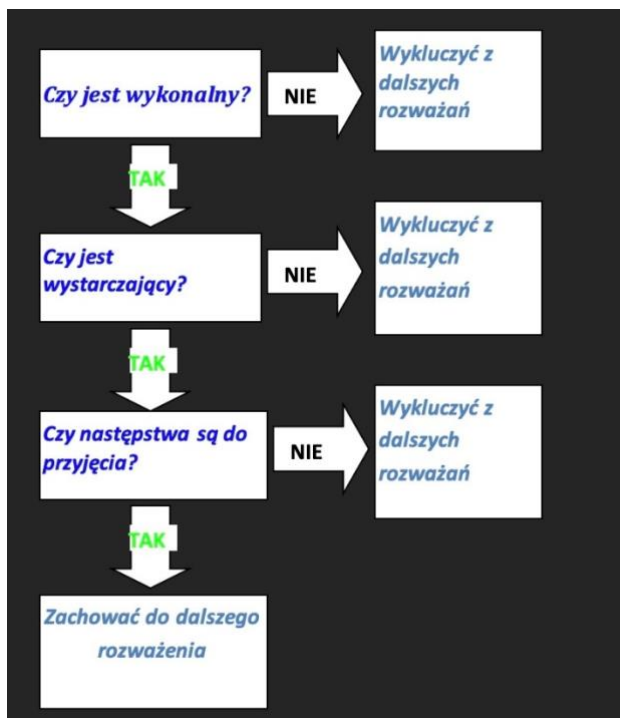 Czy jest wykonalny?
NIE
Wykluczyć z
dalszych
rozważań
TAK
Czy jest
wystarczający?
NIE
Wykluczyć z
dalszych
rozważań
TAK
Czy następstwa są do
przyjęcia?
NIE
Wykluczyć z
dalszych
rozważań
TAK
Zachować do dalszego
rozważenia